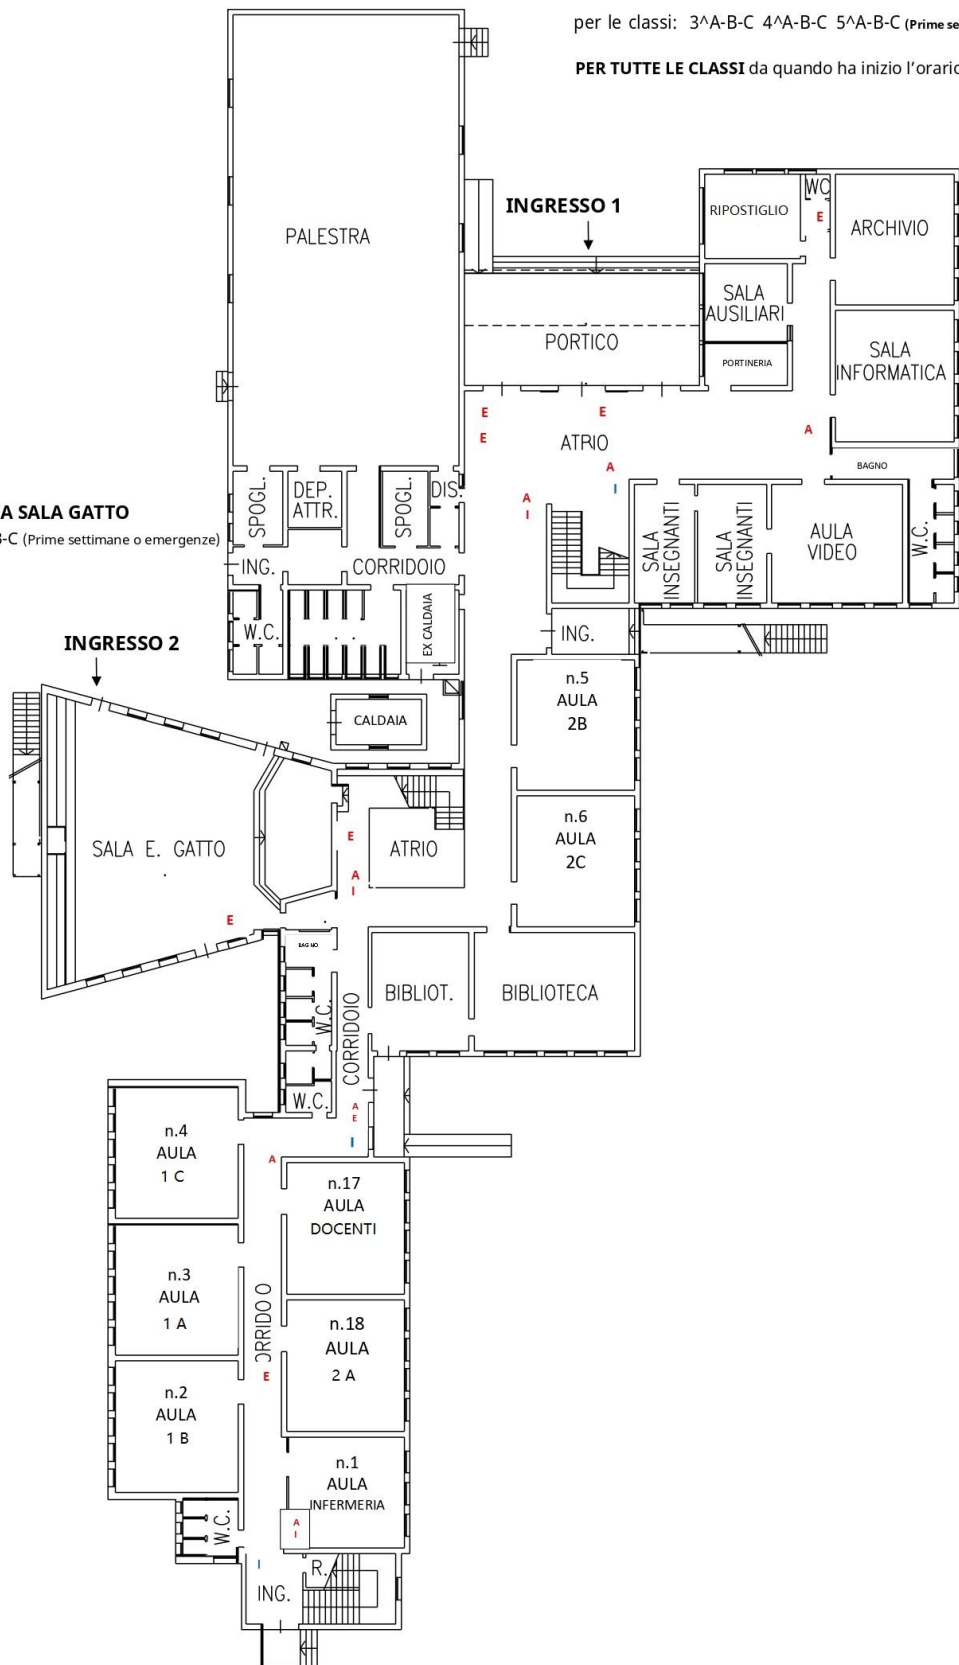 per le classi: 3^A-B-C 4^A-B-C 5^A-B-C (Prime se
PER TUTTE LE CLASSI da quando ha inizio l'orario
INGRESSO 1
WC
E
RIPOSTIGLIO
ARCHIVIO
PALESTRA
SALA
AUSILIARI
PORTICO
PORTINERIA
SALA
INFORMATICA
E
E
E
ATRIO
A
A
I
A
I
BAGNO
SPOGL.
DEP.
ATTR.
SPOGL.
DIS.
A SALA GATTO
B-C (Prime settimane o emergenze)
SALA
INSEGNANTI
SALA
INSEGNANTI
AULA
VIDEO
W.C.
ING.
CORRIDOIO
W.C.
EX CALDAIA
ING.
INGRESSO 2
n.5
AULA
2B
CALDAIA
n.6
AULA
2C
SALA E. GATTO
E
A
I
ATRIO
E
BAGNO
W.C.
CORRIDOIO
BIBLIOT.
BIBLIOTECA
W.C.
A
E
I
A
n.4
AULA
1 C
n.17
AULA
DOCENTI
n.3
AULA
1 A
ORRIDO O
n.18
AULA
2 A
E
n.2
AULA
1 B
n.1
AULA
INFERMERIA
A
I
W.C.
I
R.
ING.